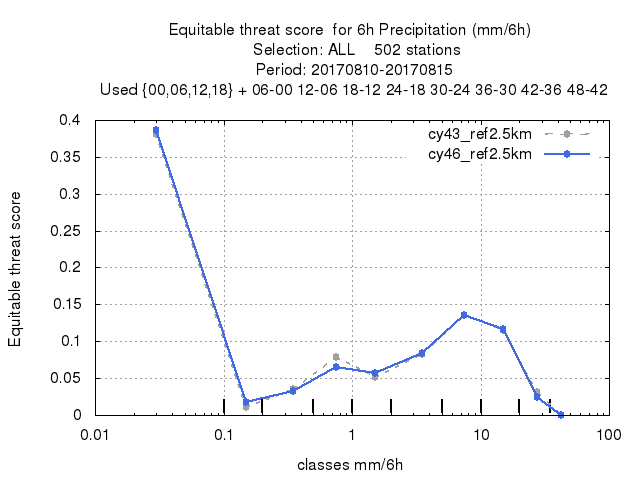 Equitable threat score  for 6h Precipitation (mm/6h)
Selection: ALL    502 stations
Period: 20170810-20170815
Used {00,06,12,18} + 06-00 12-06 18-12 24-18 30-24 36-30 42-36 48-42
cy43_ref2.5km
cy46_ref2.5km
Equitable threat score
0.4
0.35
0.3
0.25
0.2
0.15
0.1
0.05
0
0.01
0.1
1
10
100
classes mm/6h